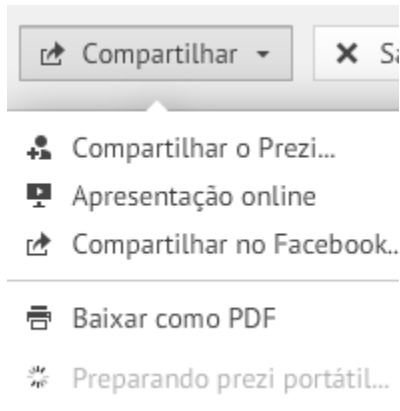 Compartilhar
Compartilhar o Prezi...
Apresentação online
Compartilhar no Facebook..
Baixar como PDF
Preparando prezi portátil...